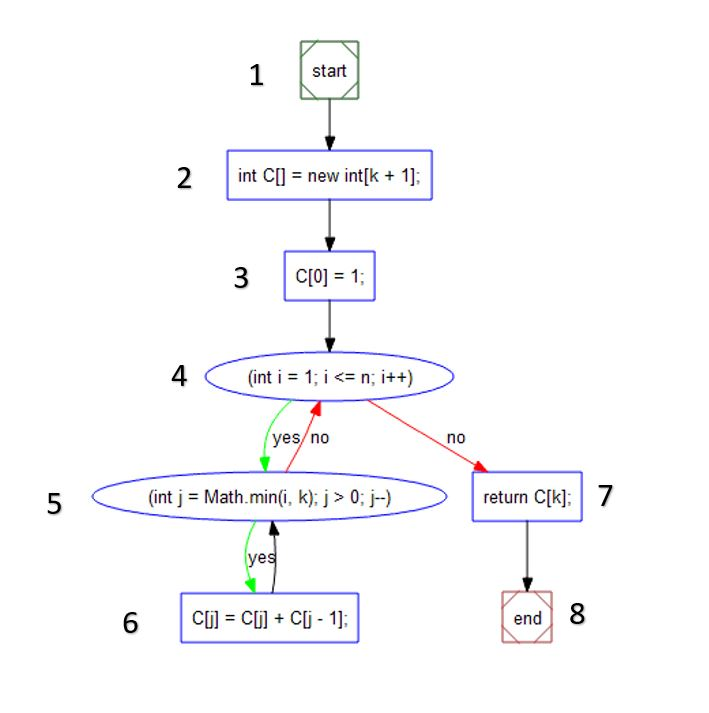 1
start
2
int C[] = new int[k + 1];
3
C[0] = 1;
4
(int i = 1; i <= n; i++)
yes
no
no
5
(int j = Math.min(i, k); j > 0; j--)
return C[k];
7
yes
6
C[j] = C[j] + C[j - 1];
end
8